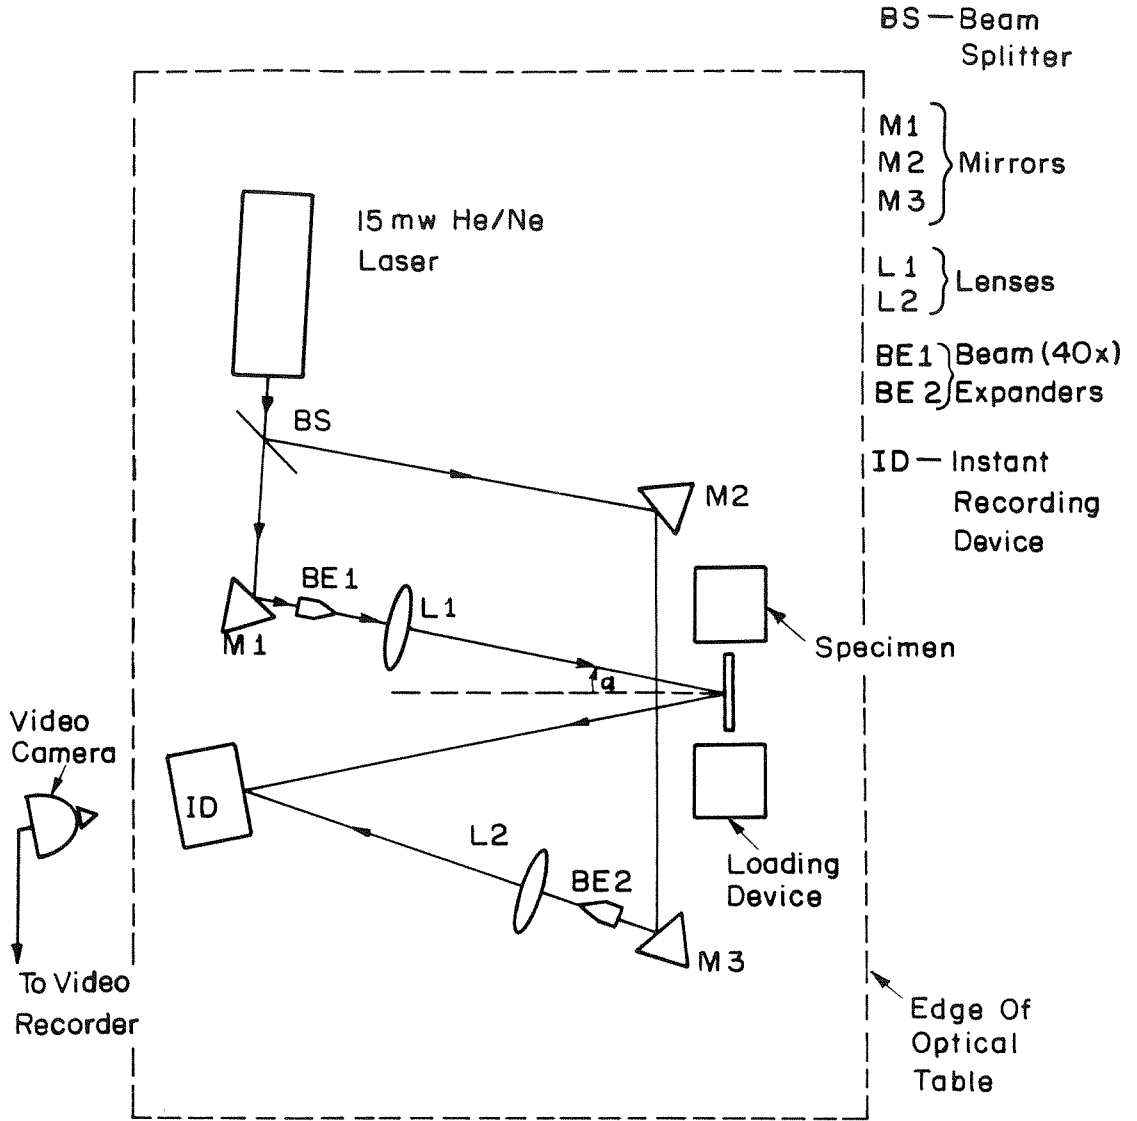 BS — Beam
Splitter
M1
M2
M3
Mirrors
L1
L2
Lenses
BE1
BE2
Beam (40x)
Expanders
ID — Instant
Recording
Device
15 mw He/Ne
Laser
BS
M2
BE1
L1
M1
Specimen
α
Video
Camera
ID
L2
BE2
Loading
Device
M3
To Video
Recorder
Edge Of
Optical
Table